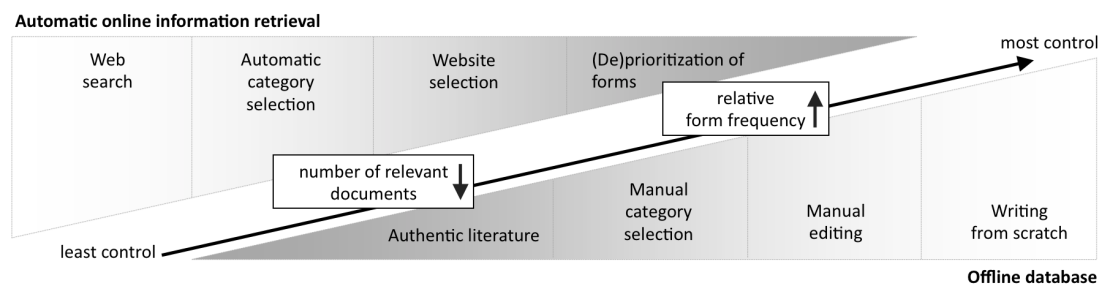 Automatic online information retrieval
Web
search
Automatic
category
selection
Website
selection
(De)prioritization of
forms
most control
relative
form frequency
number of relevant
documents
least control
Authentic literature
Manual
category
selection
Manual
editing
Writing
from scratch
Offline database